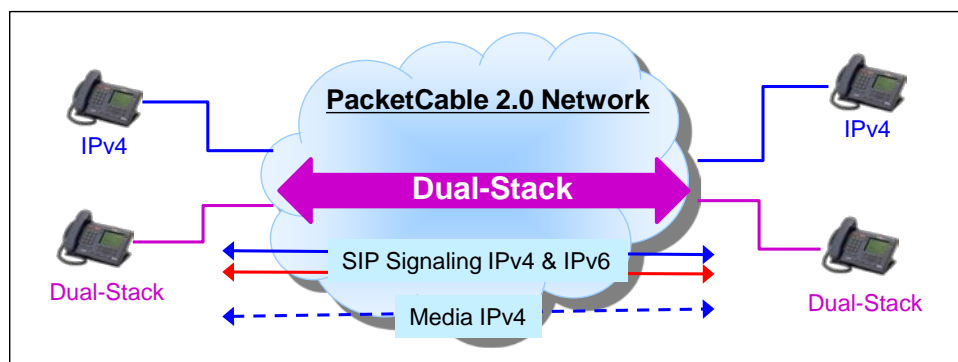 PacketCable 2.0 Network
IPv4
IPv4
Dual-Stack
Dual-Stack
Dual-Stack
SIP Signaling IPv4 & IPv6
Media IPv4